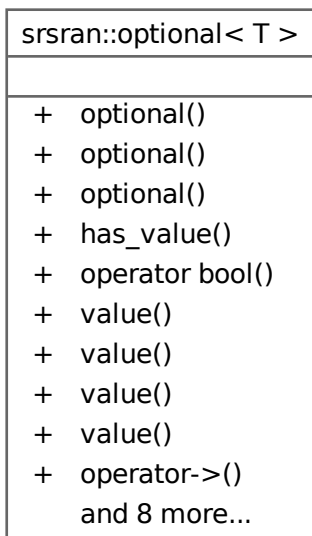 srsran::optional< T >
+ optional()
+ optional()
+ optional()
+ has_value()
+ operator bool()
+ value()
+ value()
+ value()
+ value()
+ operator->()
and 8 more...